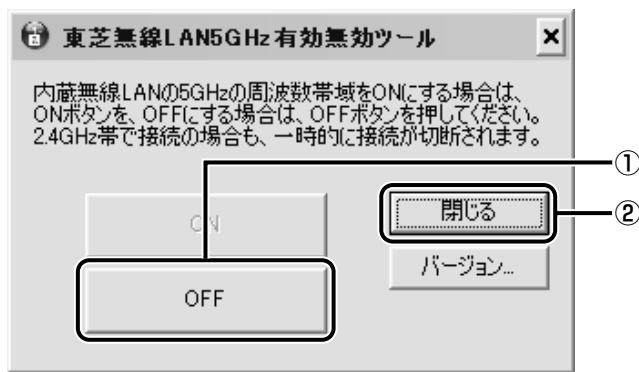 東芝無線LAN5GHz有効無効ツール
内蔵無線LANの5GHzの周波数帯域をONにする場合は、
ONボタンを、OFFにする場合は、OFFボタンを押してください。
2.4GHz帯で接続の場合も、一時的に接続が切断されます。
①
ON
閉じる
②
バージョン...
OFF